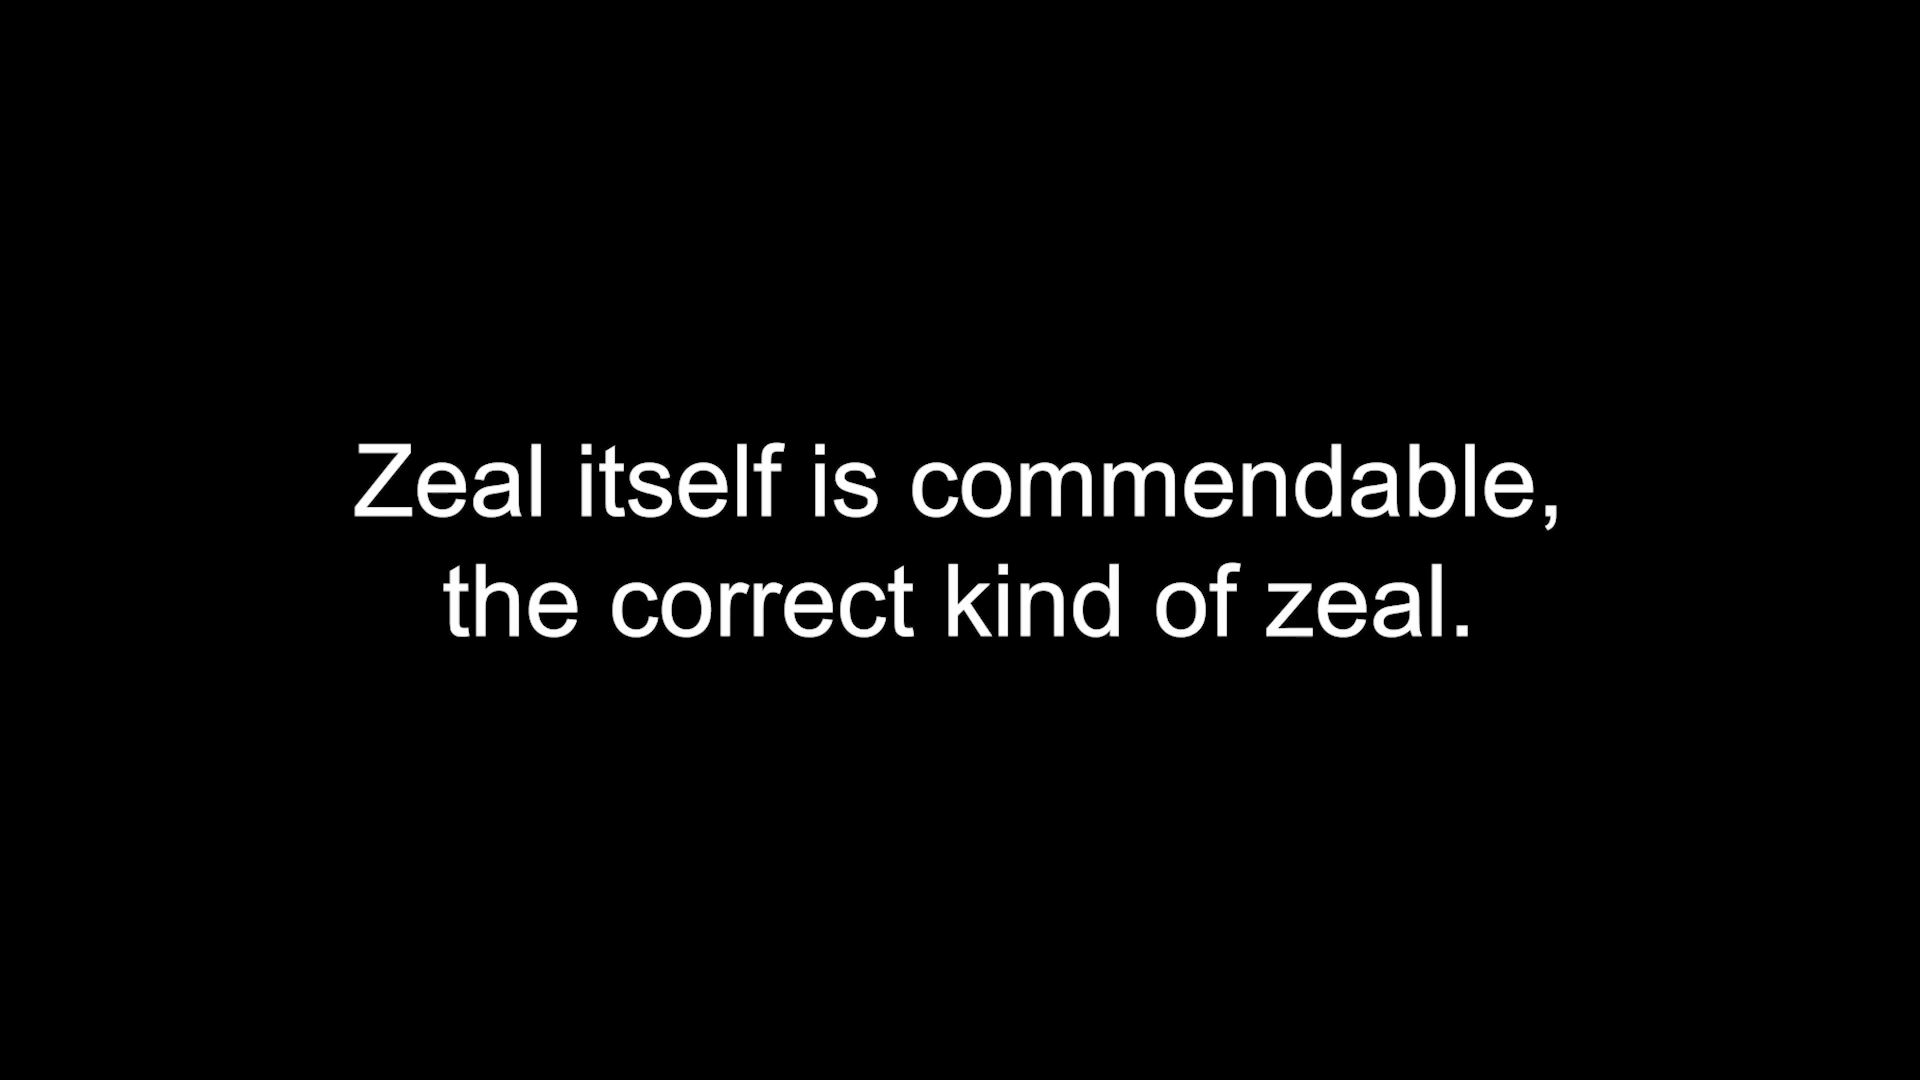 Zeal itself is commendable,
the correct kind of zeal.